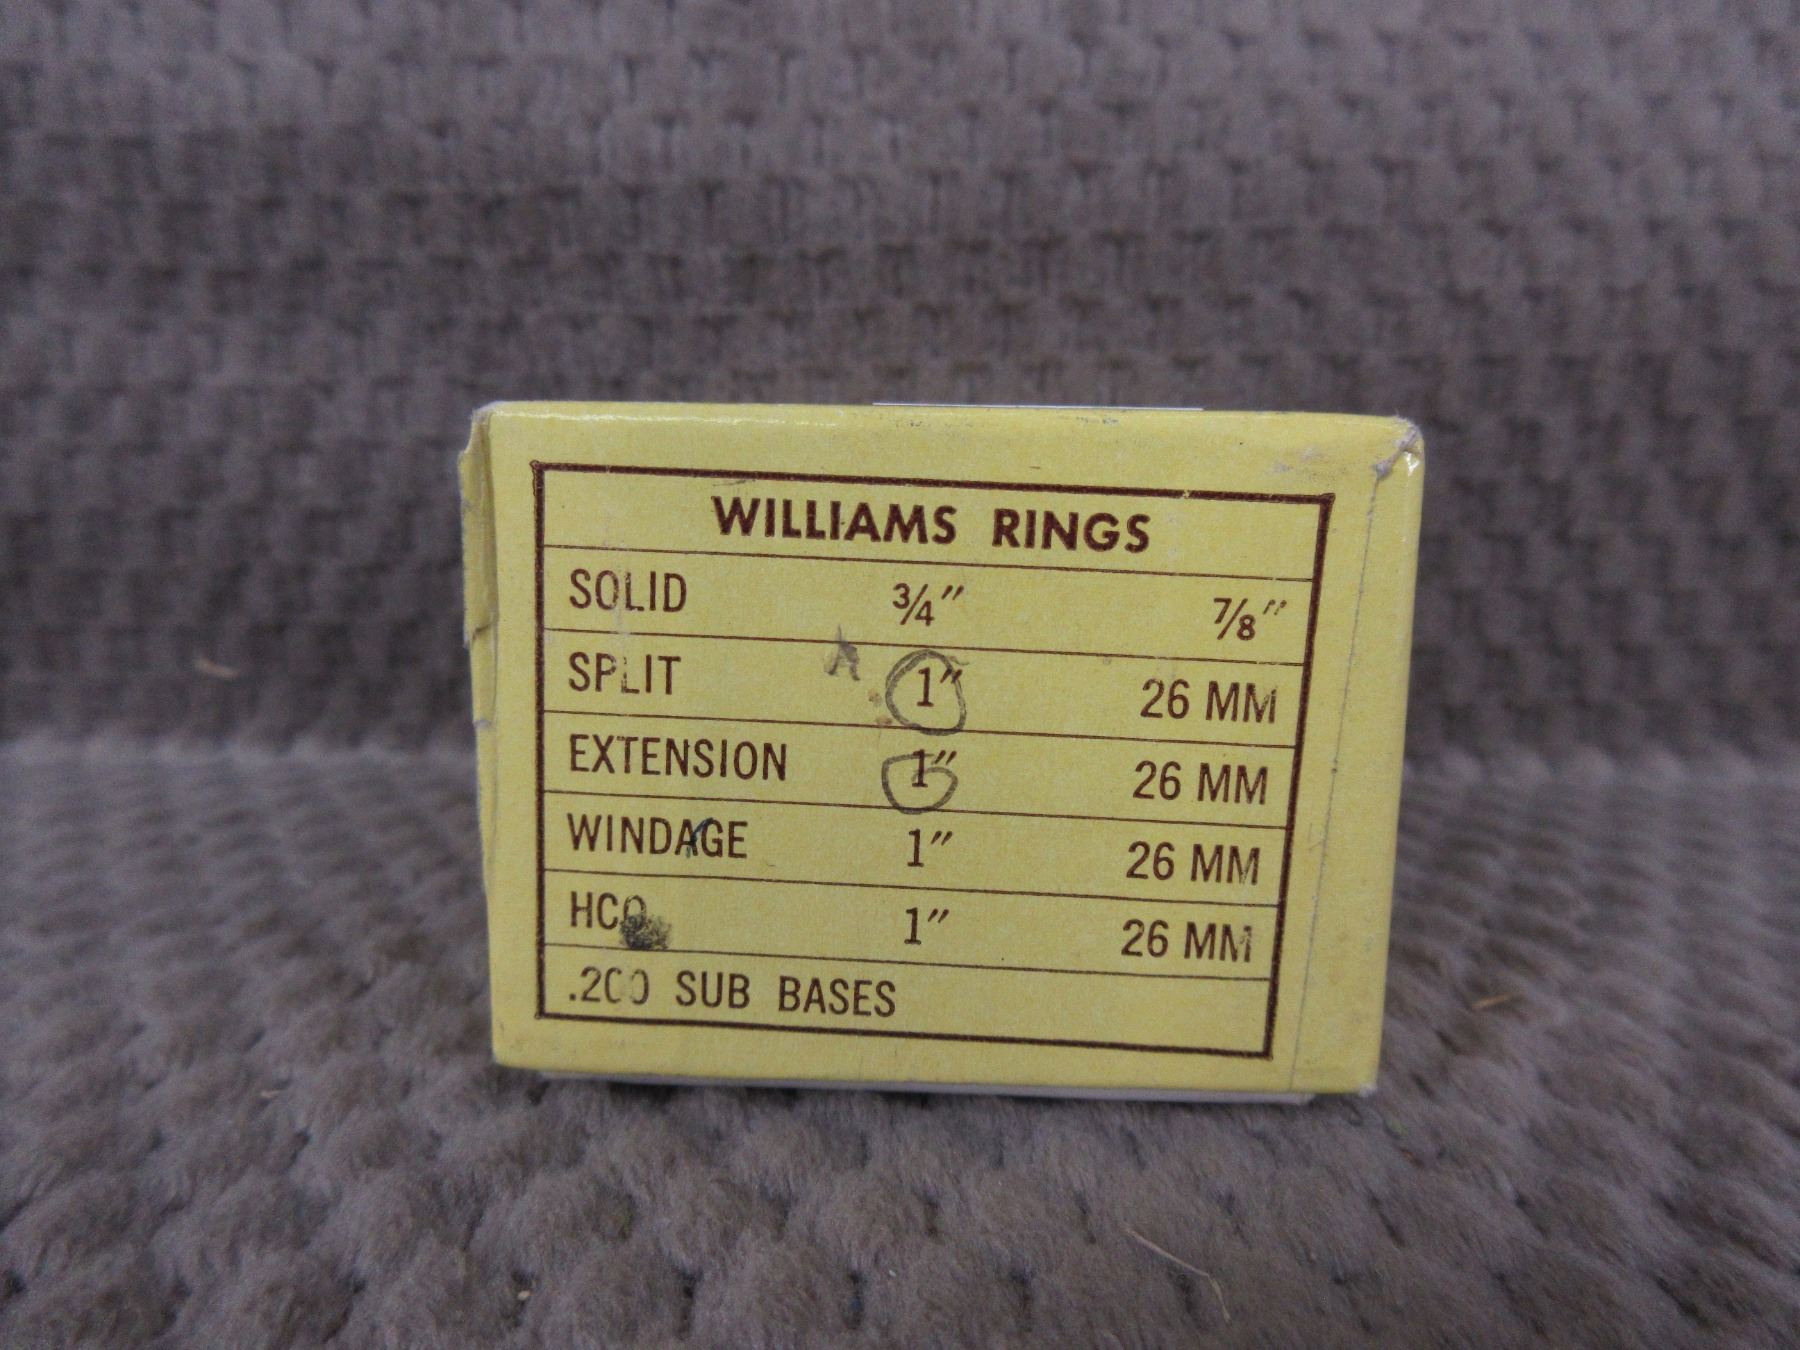 WILLIAMS RINGS
SOLID 3/4" 7/8"
SPLIT 1" 26 MM
EXTENSION 1" 26 MM
WINDAGE 1" 26 MM
HCO 1" 26 MM
.200 SUB BASES